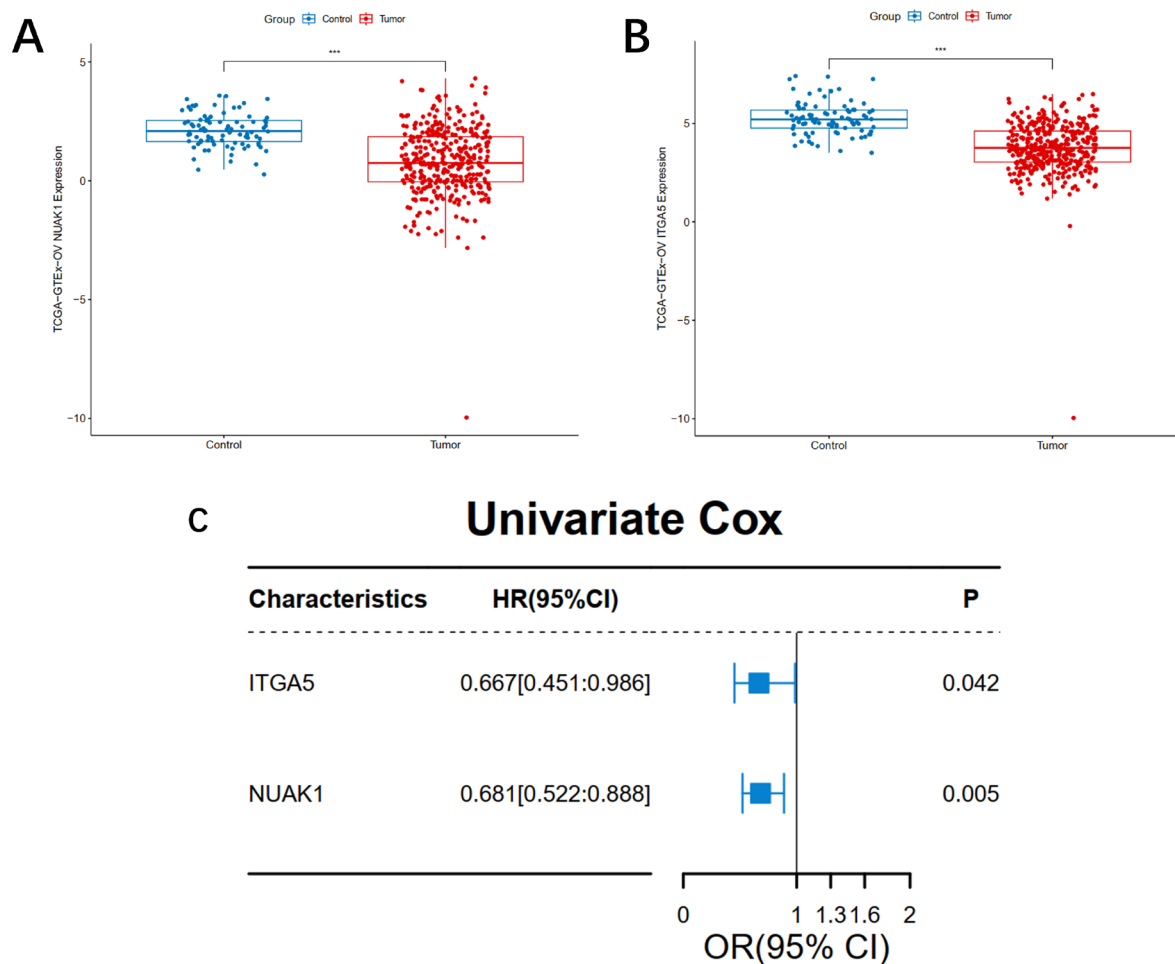 A
Group Control Tumor
***
TCGA-GTEx-OV NUAK1 Expression
5
0
−5
−10
Control Tumor
B
Group Control Tumor
***
TCGA-GTEx-OV ITGA5 Expression
5
0
−5
−10
Control Tumor
C
Univariate Cox
Characteristics HR(95%CI) P
ITGA5 0.667[0.451:0.986] 0.042
NUAK1 0.681[0.522:0.888] 0.005
0 1 1.3 1.6 2
OR(95% CI)